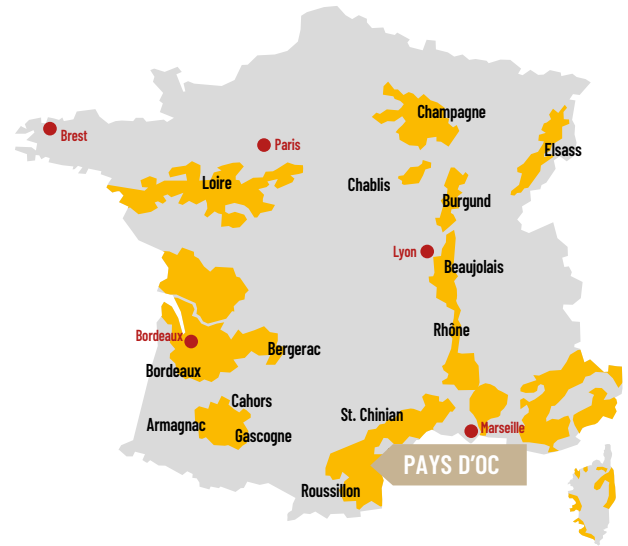 Champagne
Brest
Paris
Elsass
Loire
Chablis
Burgund
Lyon
Beaujolais
Rhône
Bordeaux
Bergerac
Bordeaux
Cahors
St. Chinian
Armagnac
Marseille
Gascogne
PAYS D'OC
Roussillon